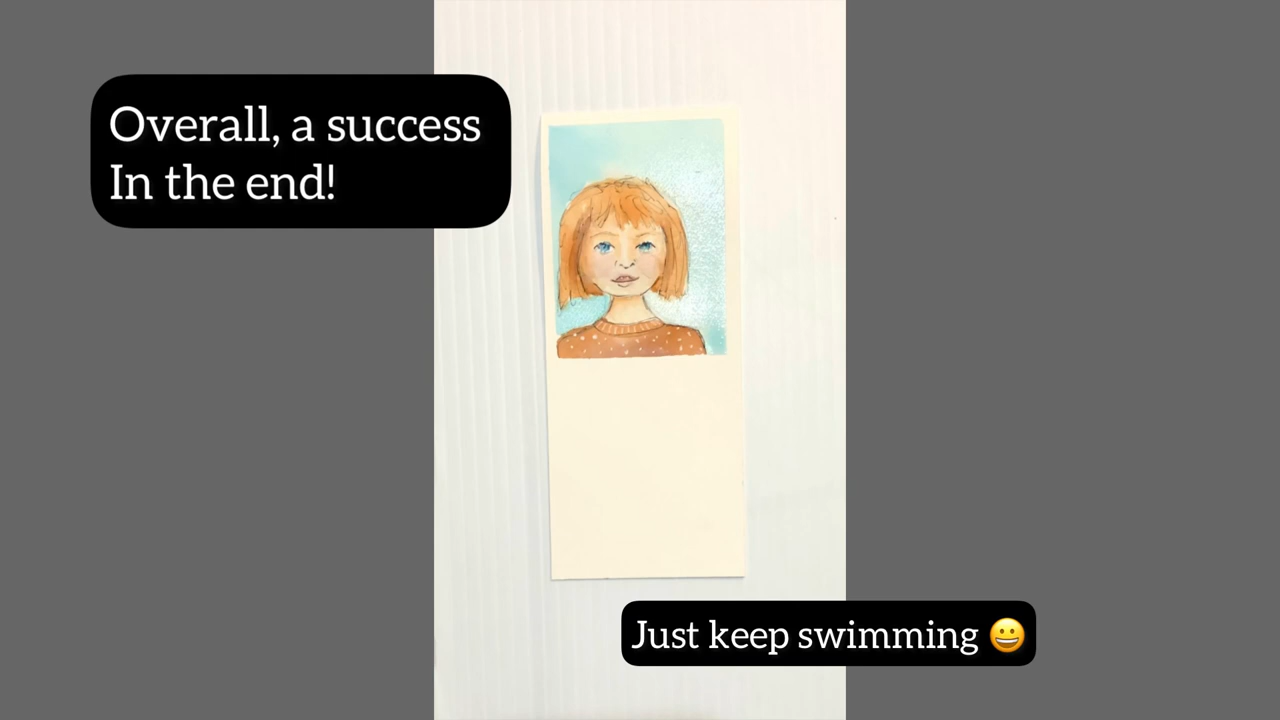 Overall, a success
In the end!
Just keep swimming 😀